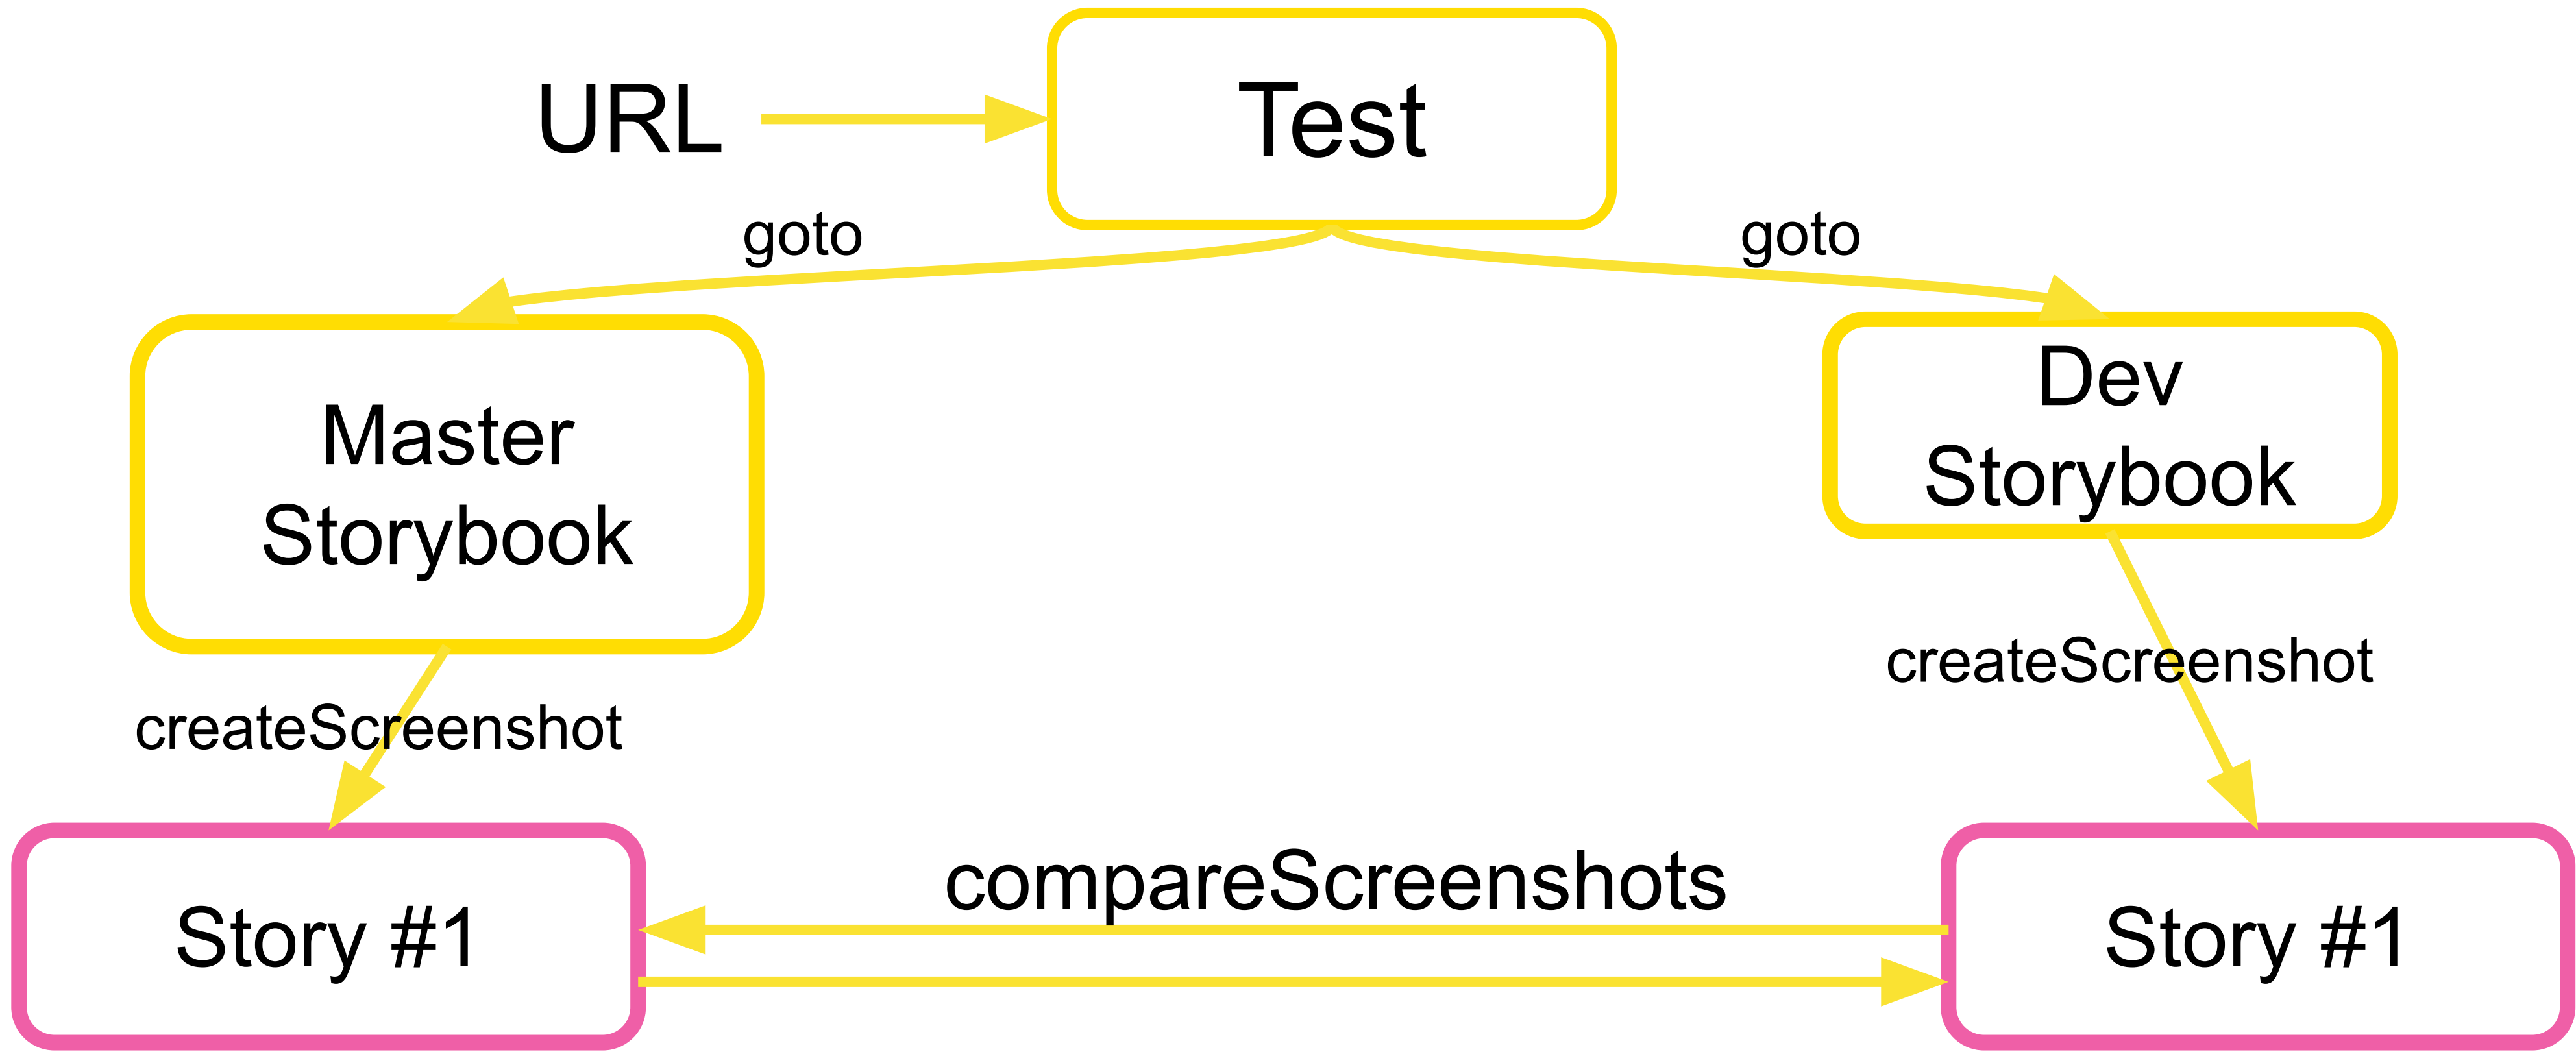 URL
Test
goto
goto
Master
Storybook
Dev
Storybook
createScreenshot
createScreenshot
Story #1
compareScreenshots
Story #1